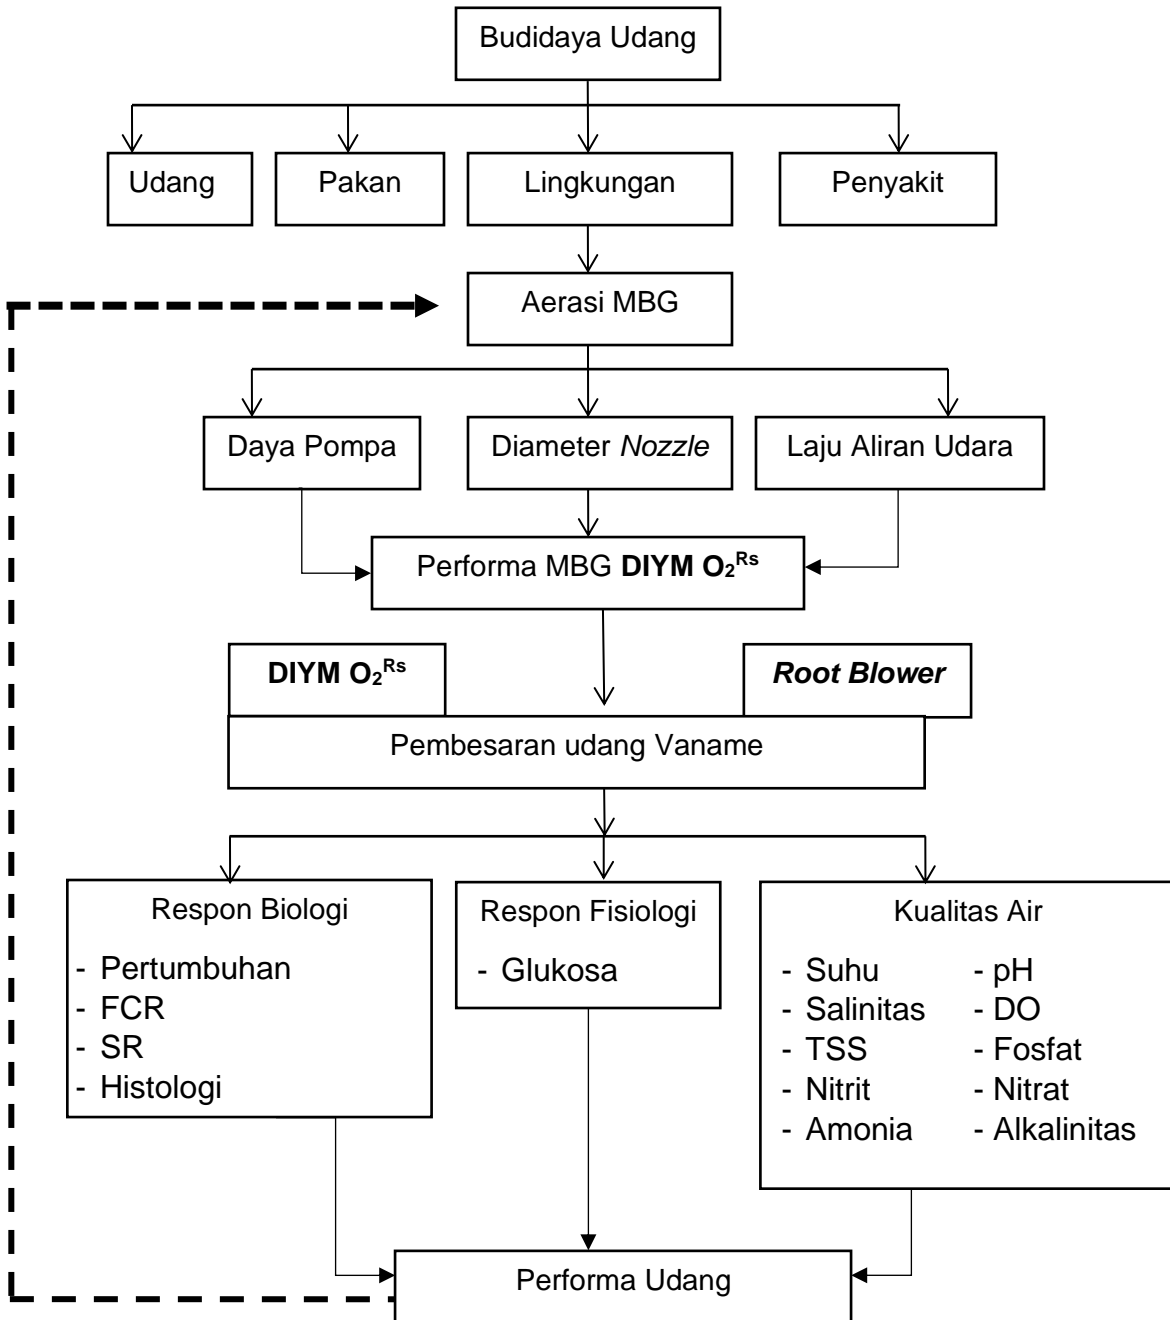 Budidaya Udang
Udang
Pakan
Lingkungan
Penyakit
Aerasi MBG
Daya Pompa
Diameter Nozzle
Laju Aliran Udara
Performa MBG DIYM O₂ᴿˢ
DIYM O₂ᴿˢ
Root Blower
Pembesaran udang Vaname
Respon Biologi
- Pertumbuhan
- FCR
- SR
- Histologi
Respon Fisiologi
- Glukosa
Kualitas Air
- Suhu - pH
- Salinitas - DO
- TSS - Fosfat
- Nitrit - Nitrat
- Amonia - Alkalinitas
Performa Udang